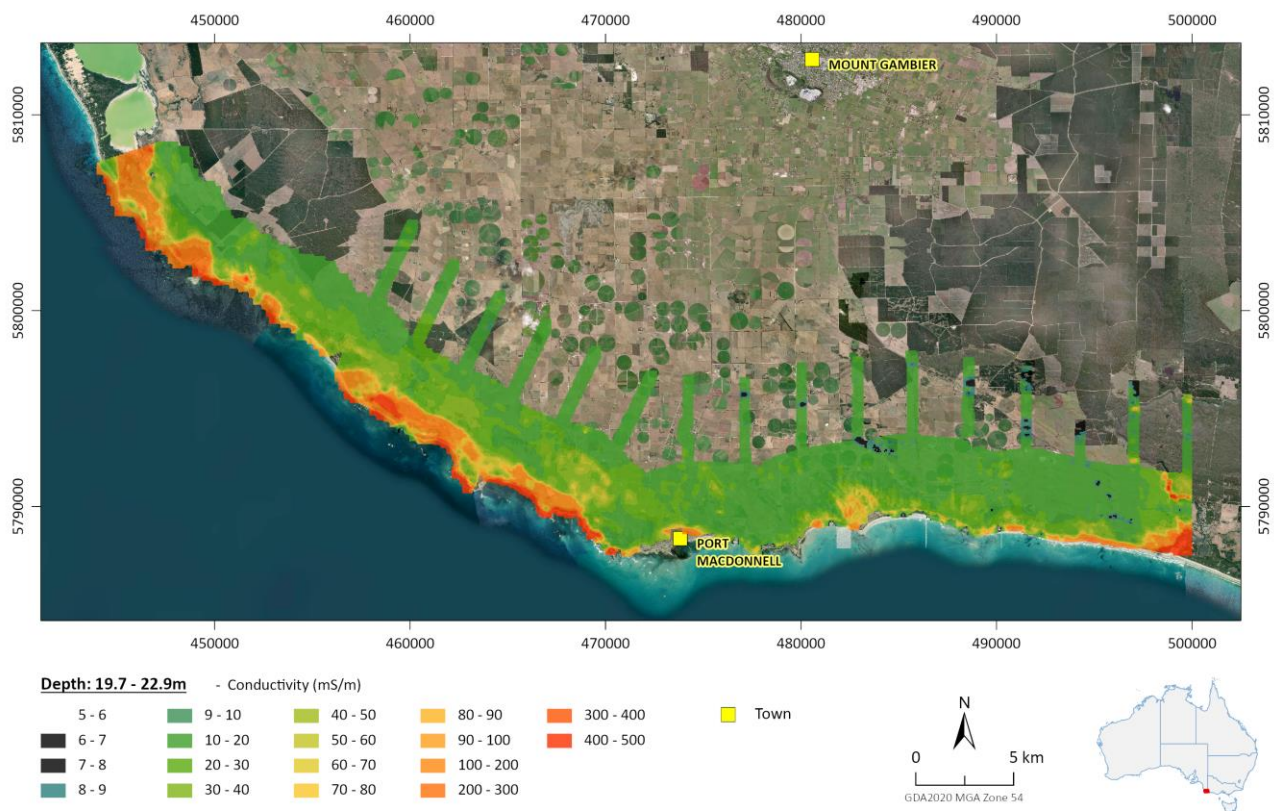 450000 460000 470000 480000 490000 500000
5810000 5810000
5800000 5800000
5790000 5790000
MOUNT GAMBIER
PORT
MACDONNELL
450000 460000 470000 480000 490000 500000
Depth: 19.7 - 22.9m - Conductivity (mS/m)
5 - 6 9 - 10 40 - 50 80 - 90 300 - 400 Town
6 - 7 10 - 20 50 - 60 90 - 100 400 - 500
7 - 8 20 - 30 60 - 70 100 - 200
8 - 9 30 - 40 70 - 80 200 - 300
N
0 5 km
GDA2020 MGA Zone 54